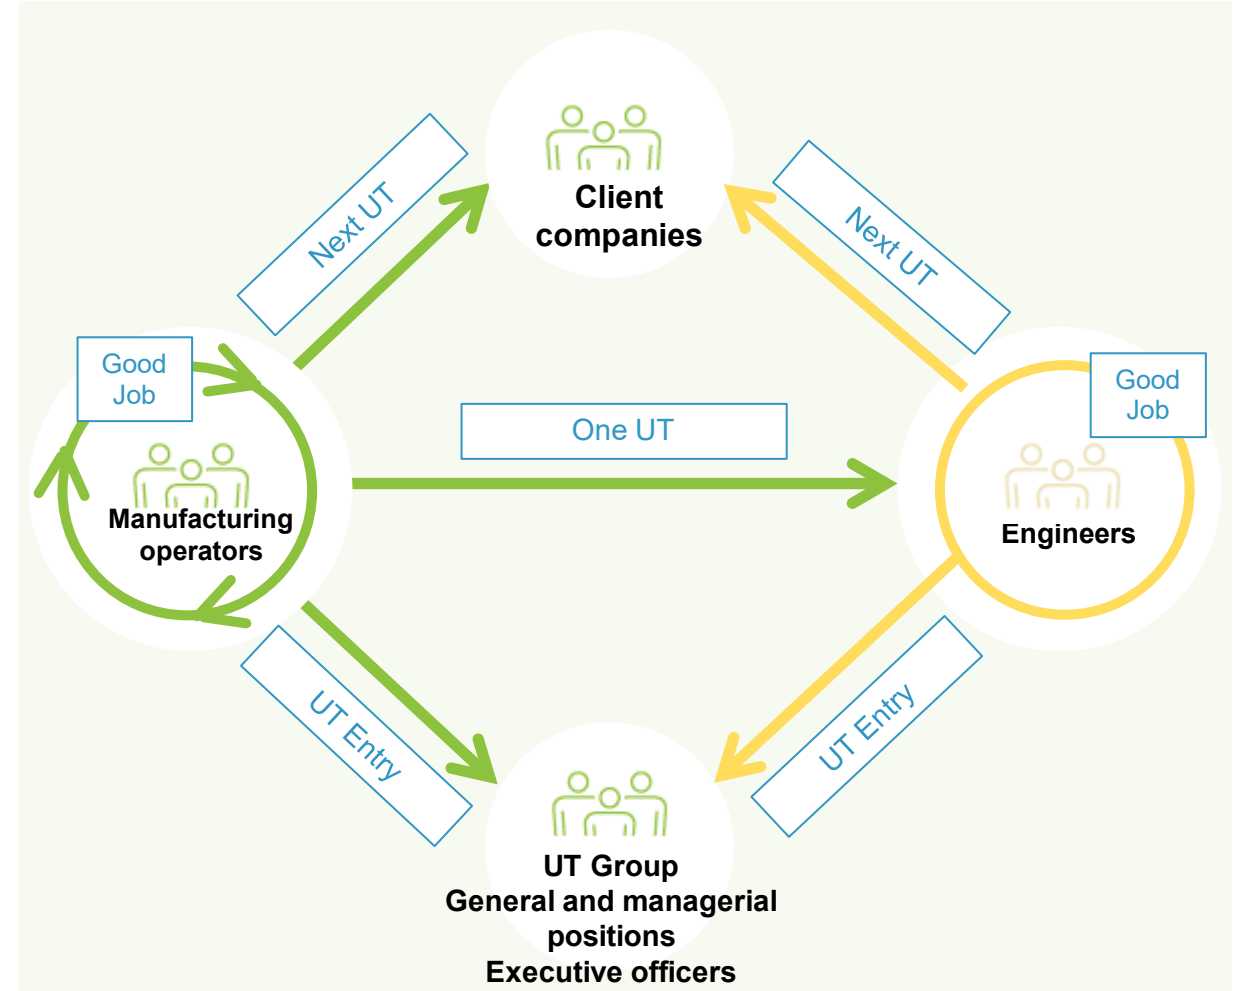 Client
companies
Next UT
Next UT
Good
Job
Manufacturing
operators
One UT
Good
Job
Engineers
UT Entry
UT Entry
UT Group
General and managerial
positions
Executive officers